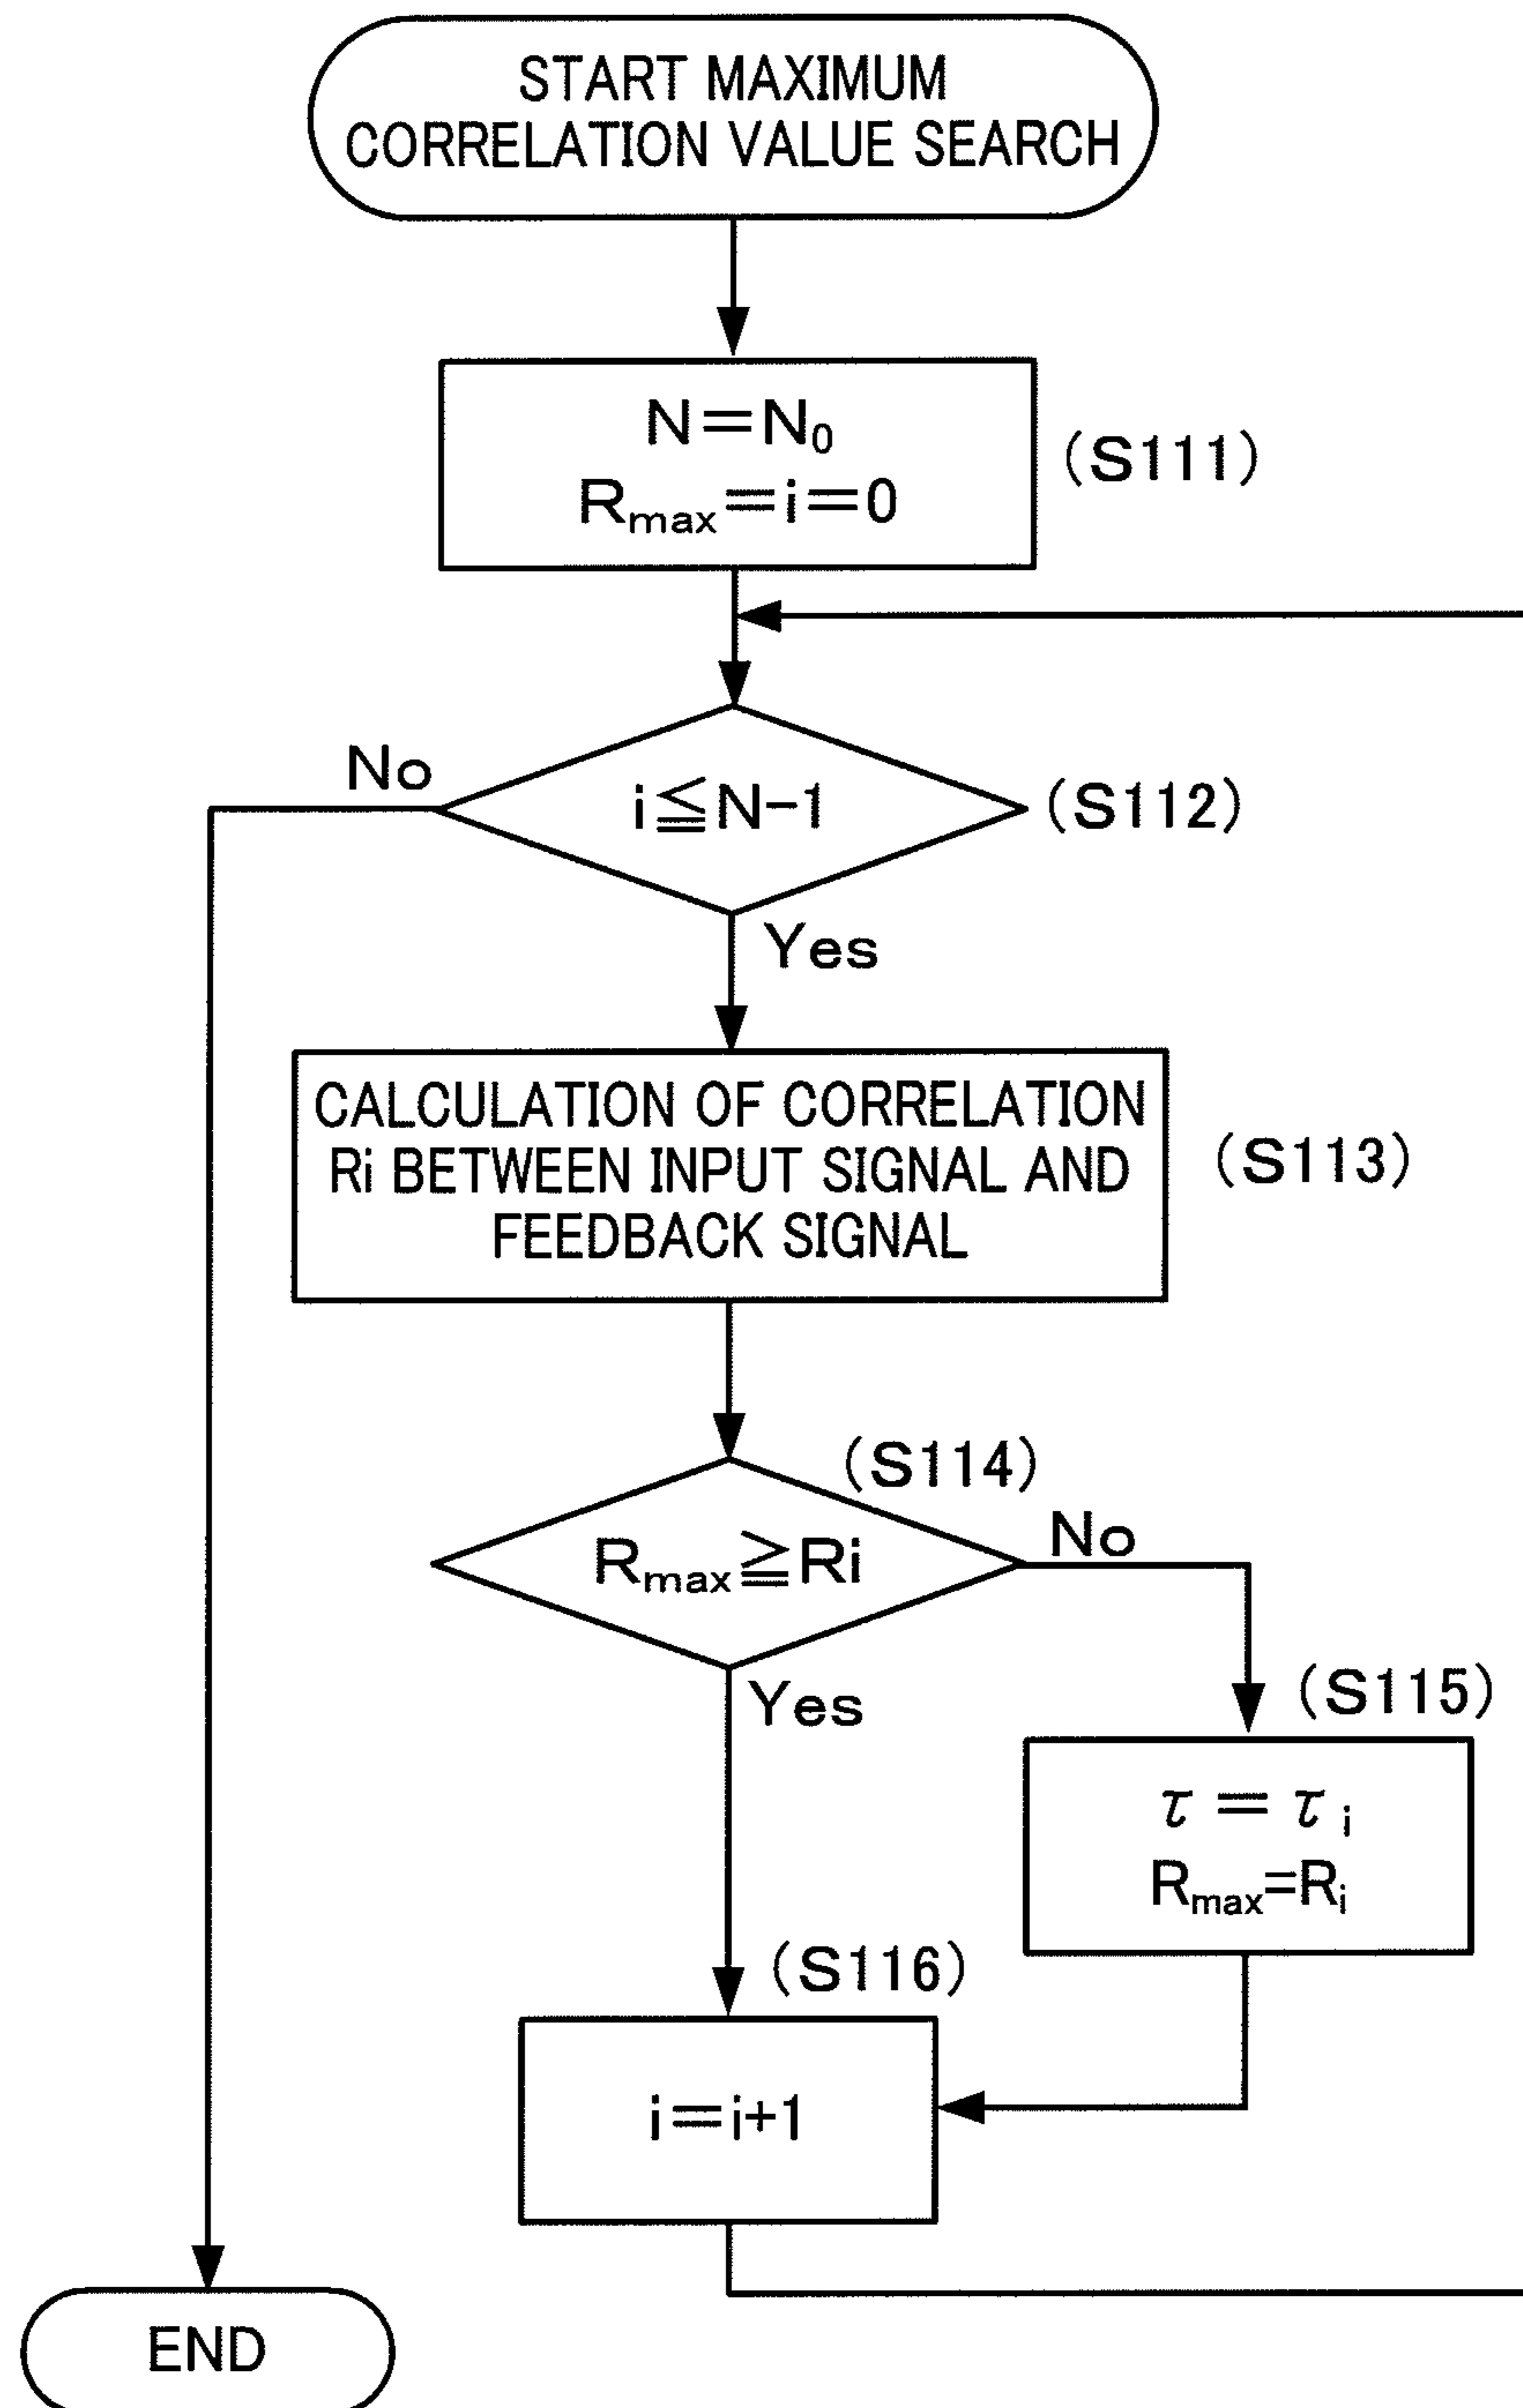 START MAXIMUM
CORRELATION VALUE SEARCH
N=N₀
Rmax=i=0
(S111)
No
i≦N-1
(S112)
Yes
CALCULATION OF CORRELATION
Ri BETWEEN INPUT SIGNAL AND
FEEDBACK SIGNAL
(S113)
(S114)
Rmax≧Ri
No
Yes
(S115)
τ = τi
Rmax=Ri
(S116)
i=i+1
END